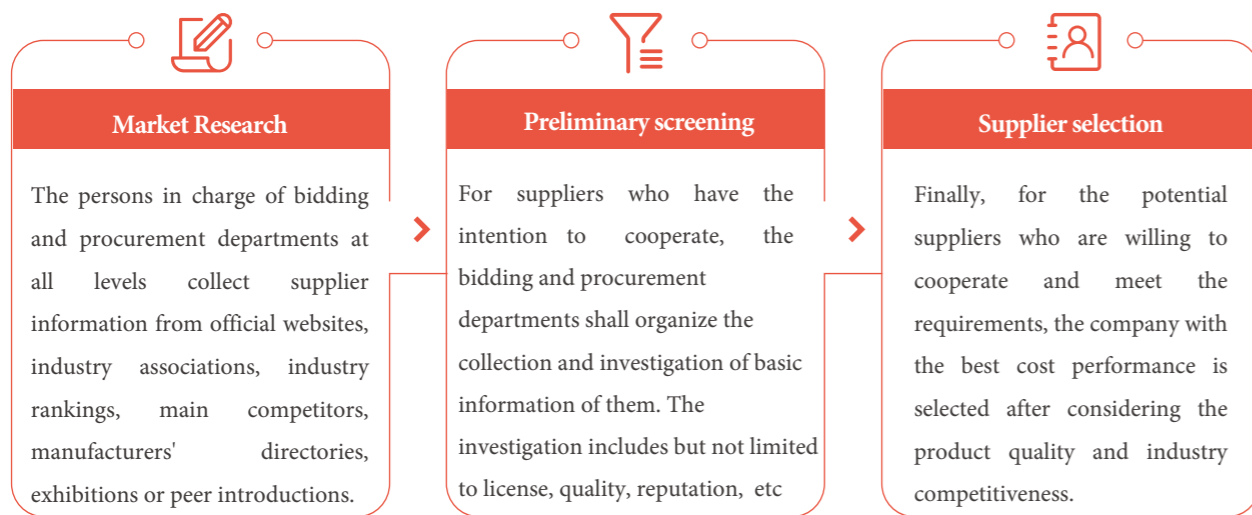 Market Research
The persons in charge of bidding
and procurement departments at
all levels collect supplier
information from official websites,
industry associations, industry
rankings, main competitors,
manufacturers' directories,
exhibitions or peer introductions.
Preliminary screening
For suppliers who have the
intention to cooperate, the
bidding and procurement
departments shall organize the
collection and investigation of basic
information of them. The
investigation includes but not limited
to license, quality, reputation, etc
Supplier selection
Finally, for the potential
suppliers who are willing to
cooperate and meet the
requirements, the company with
the best cost performance is
selected after considering the
product quality and industry
competitiveness.